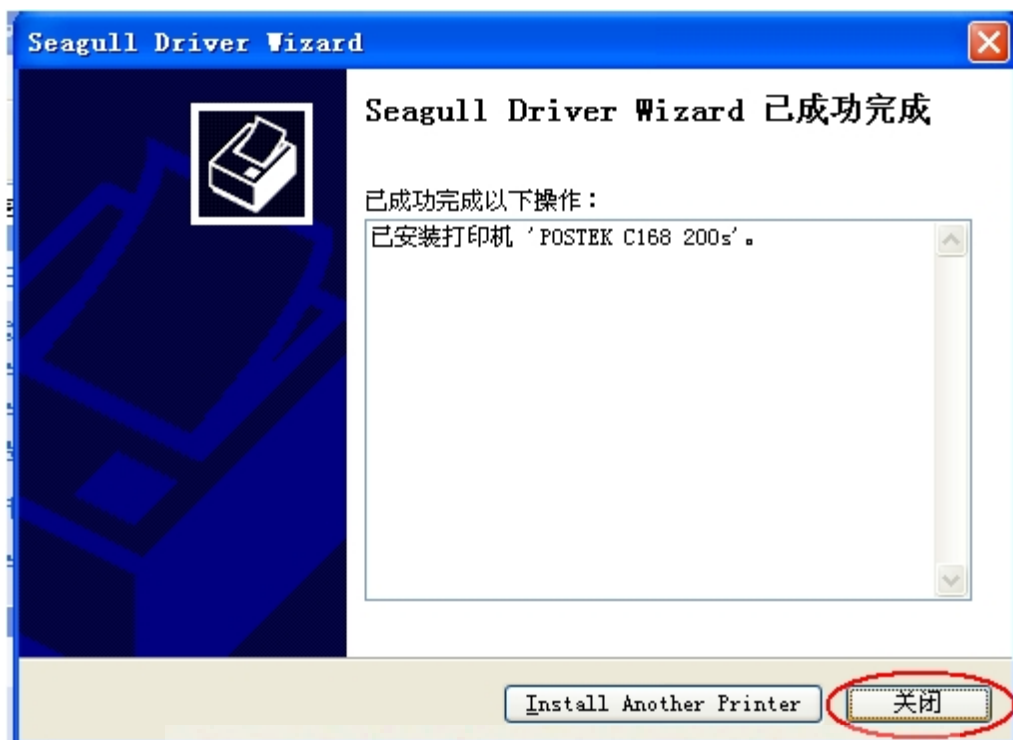 Seagull Driver Wizard
Seagull Driver Wizard 已成功完成
已成功完成以下操作：
已安装打印机 'POSTEK C168 200s'。
Install Another Printer
关闭